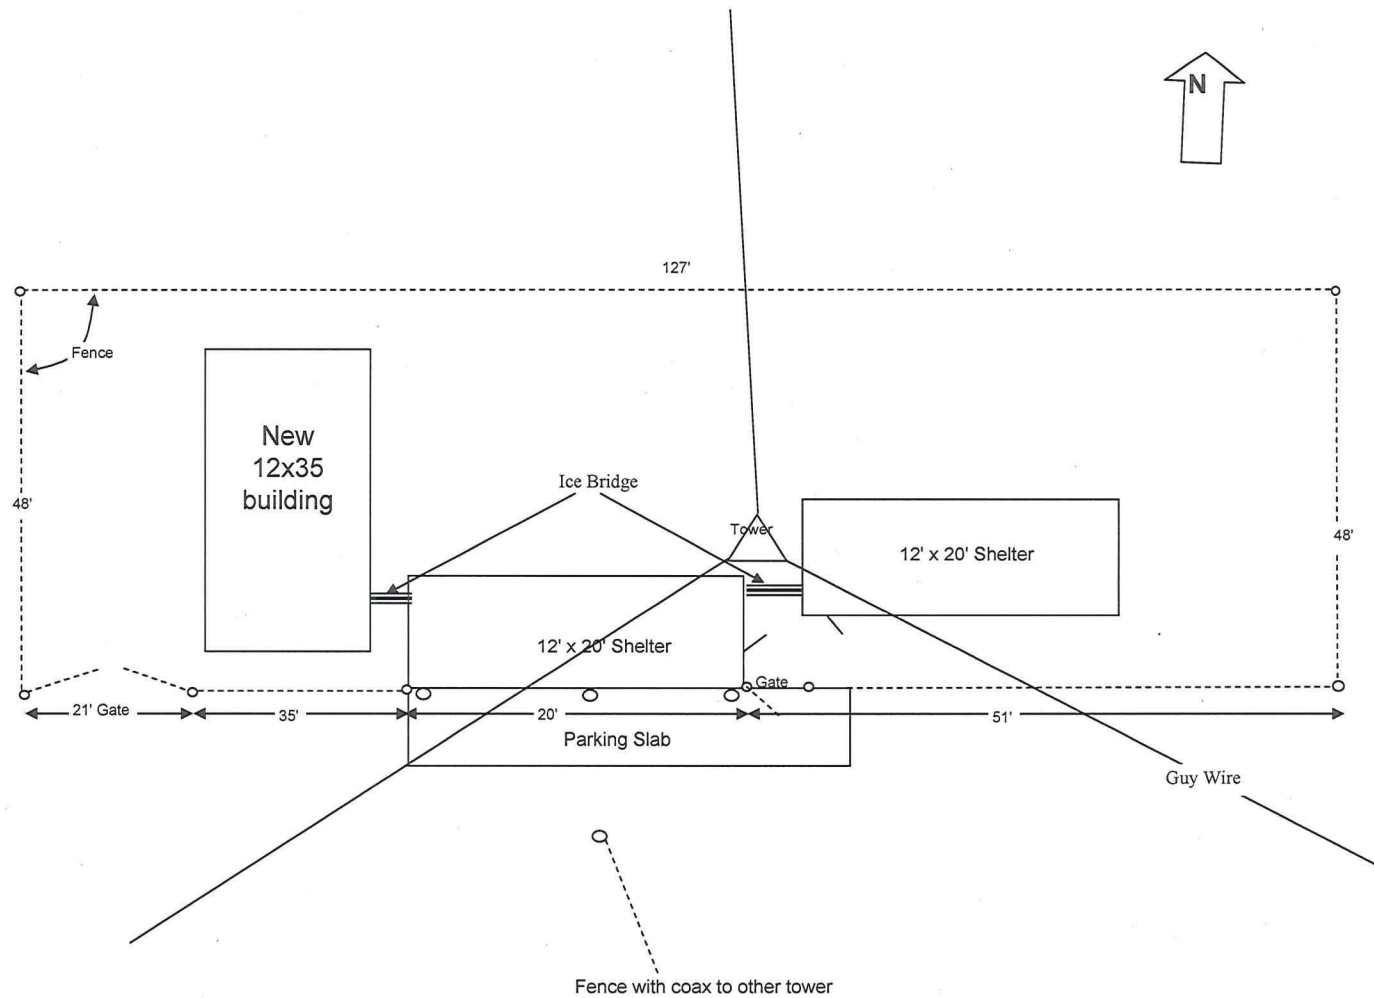 N
127'
Fence
New
12x35
building
48'
Ice Bridge
Tower
12' x 20' Shelter
48'
12' x 20' Shelter
Gate
21' Gate
35'
20'
51'
Parking Slab
Guy Wire
Fence with coax to other tower